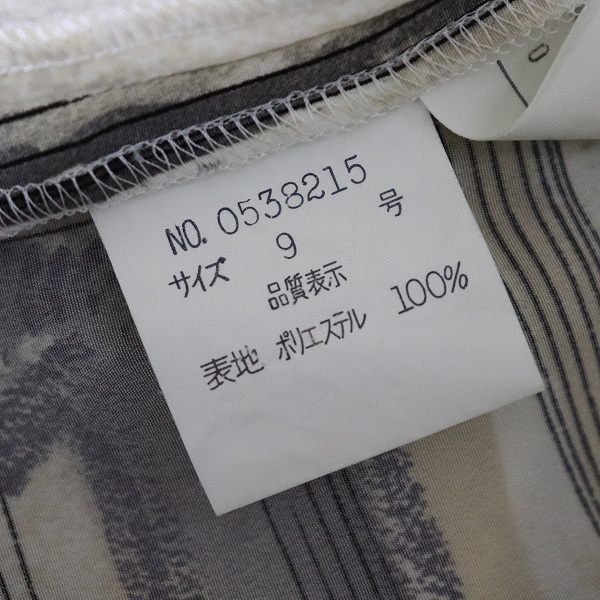 NO. 0538215
サイズ 9 号
品質表示
表地 ポリエステル 100%